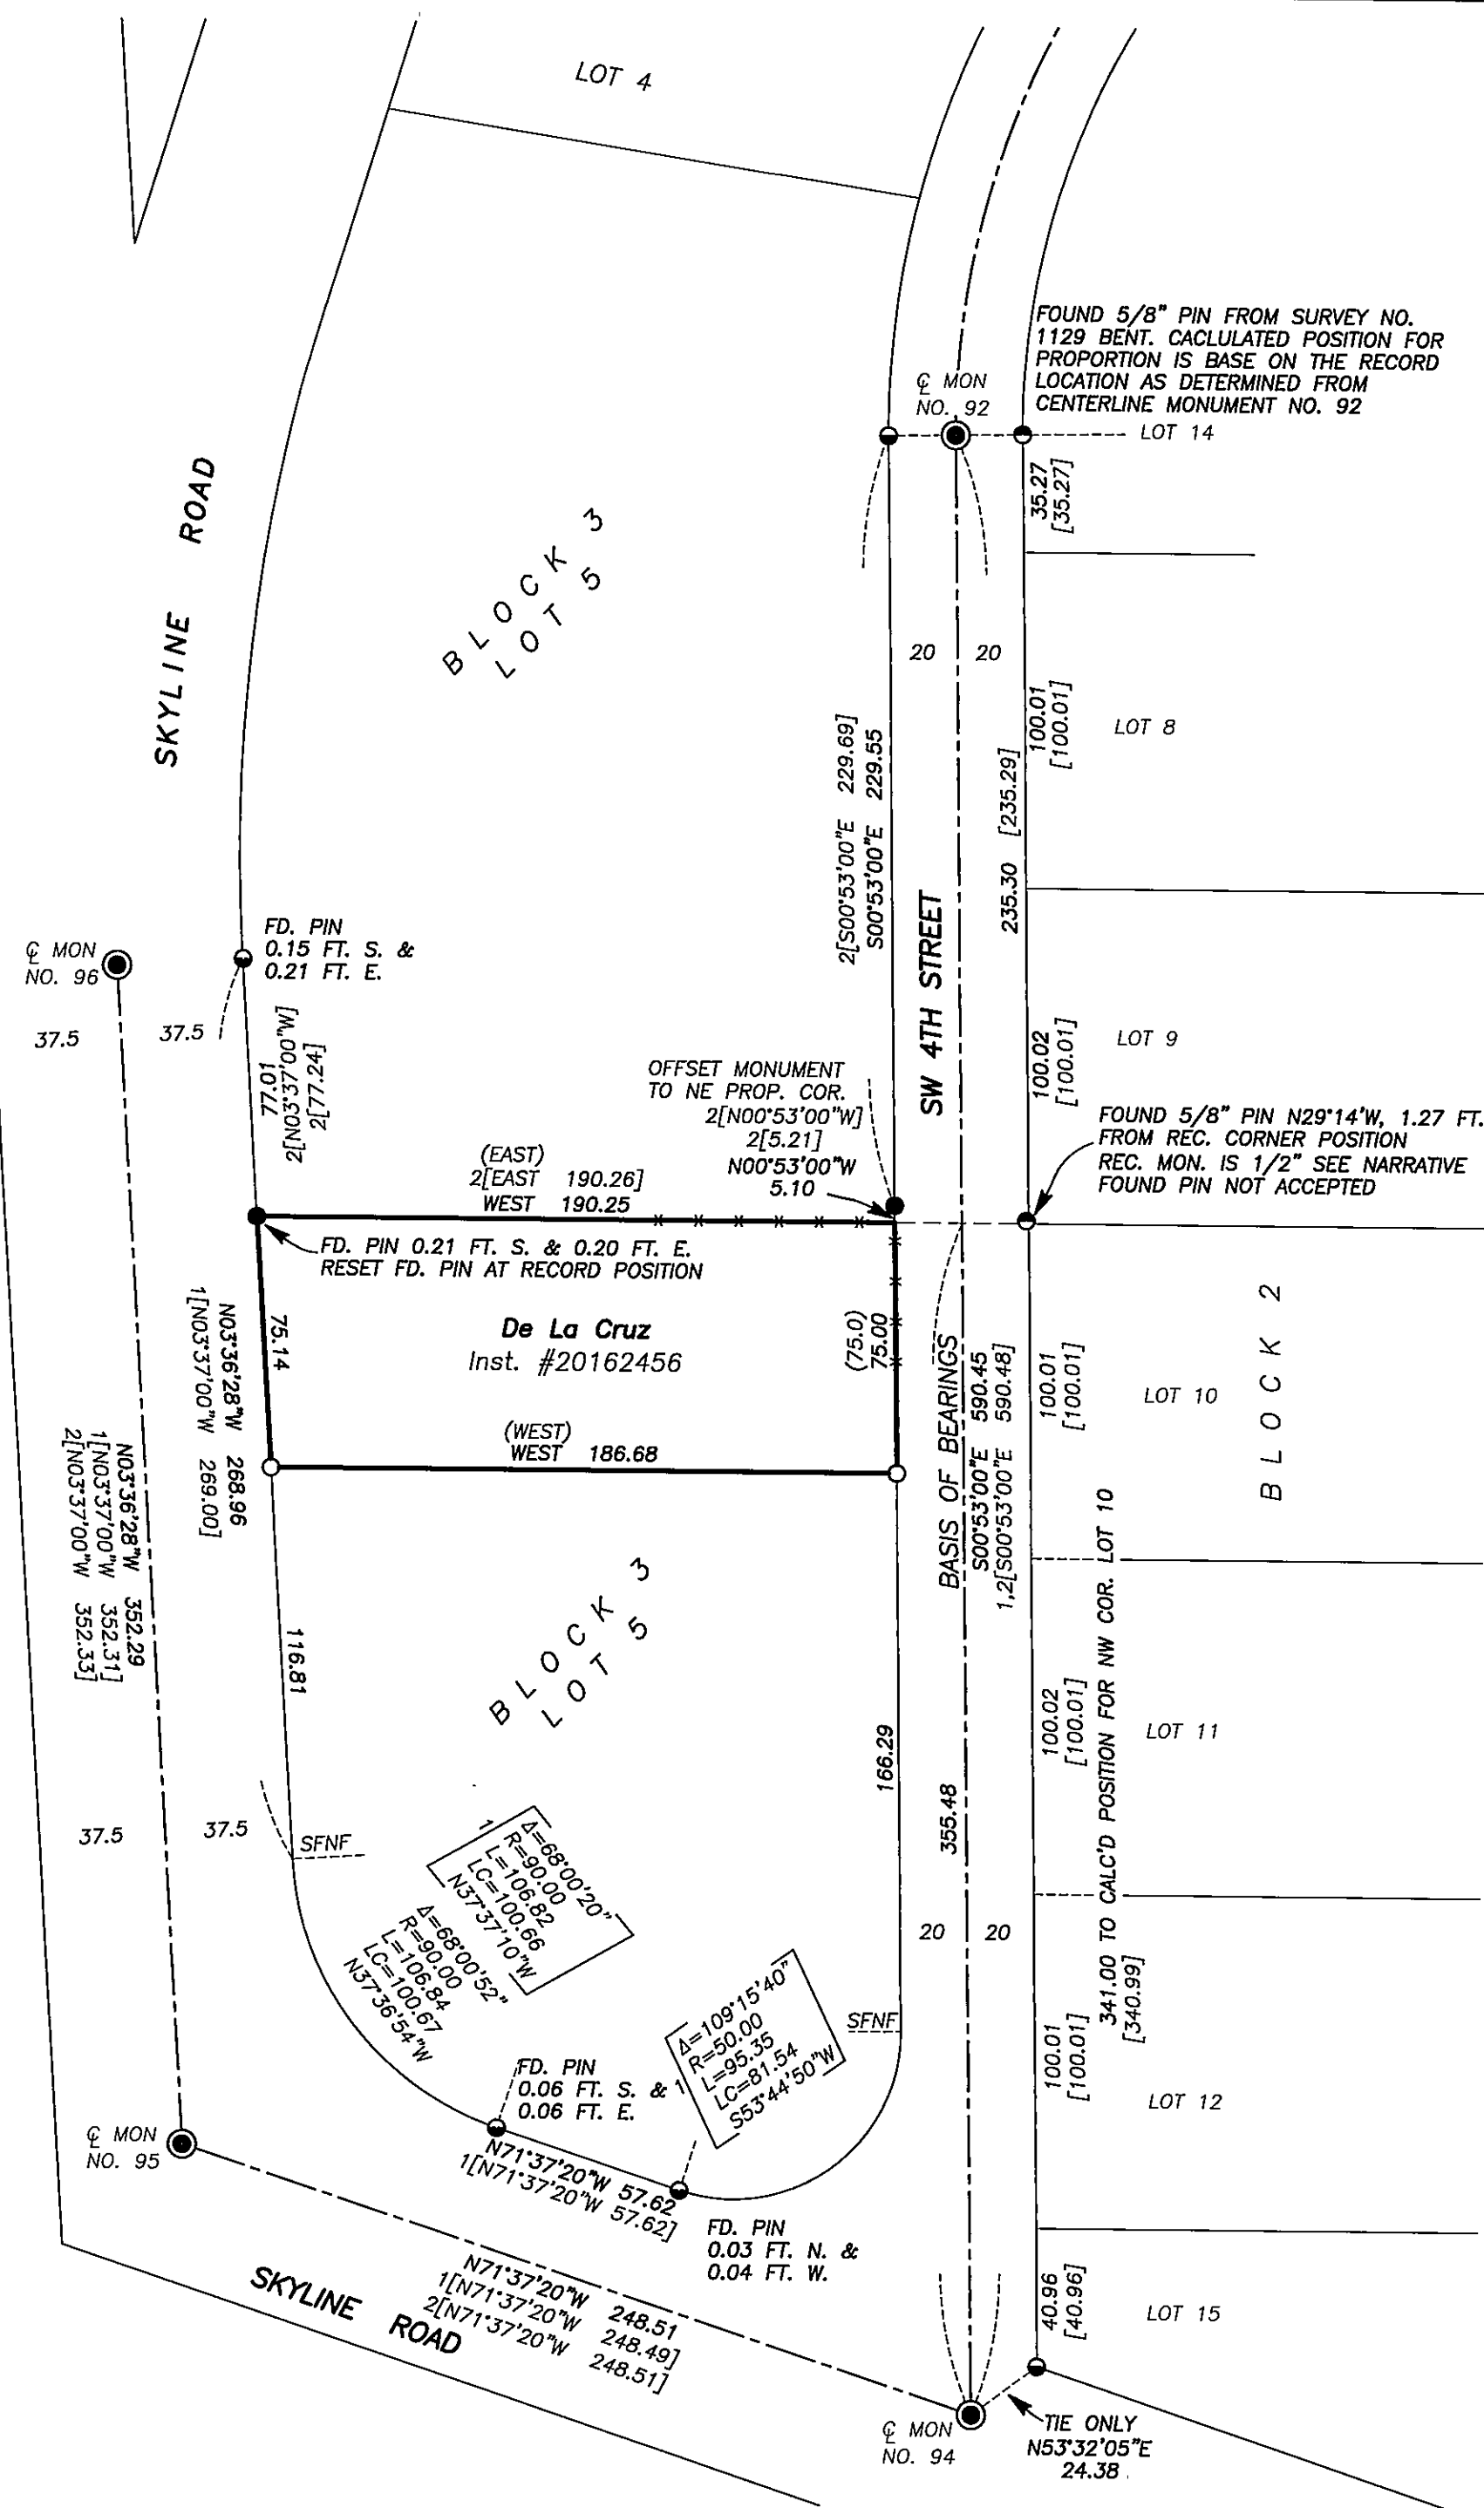 LOT 4
FOUND 5/8" PIN FROM SURVEY NO.
1129 BENT. CACLULATED POSITION FOR
PROPORTION IS BASE ON THE RECORD
LOCATION AS DETERMINED FROM
CENTERLINE MONUMENT NO. 92
℄ MON
NO. 92
LOT 14
35.27
[35.27]
SKYLINE ROAD
BLOCK 3
LOT 5
20
20
100.01
[100.01]
LOT 8
2[S00°53'00"E 229.69]
S00°53'00"E 229.55
235.30 [235.29]
SW 4TH STREET
FD. PIN
0.15 FT. S. &
0.21 FT. E.
℄ MON
NO. 96
37.5
37.5
77.01
2[N03°37'00"W]
2[77.24]
100.02
[100.01]
LOT 9
OFFSET MONUMENT
TO NE PROP. COR.
2[N00°53'00"W]
2[5.21]
N00°53'00"W
5.10
FOUND 5/8" PIN N29°14'W, 1.27 FT.
FROM REC. CORNER POSITION
REC. MON. IS 1/2" SEE NARRATIVE
FOUND PIN NOT ACCEPTED
(EAST)
2[EAST 190.26]
WEST 190.25
FD. PIN 0.21 FT. S. & 0.20 FT. E.
RESET FD. PIN AT RECORD POSITION
75.14
N03°36'28"W 268.96
1[N03°37'00"W 269.00]
De La Cruz
Inst. #20162456
(75.0)
75.00
(WEST)
WEST 186.68
BASIS OF BEARINGS
S00°53'00"E 590.45
1,2[S00°53'00"E 590.48]
100.01
[100.01]
LOT 10
BLOCK 2
N03°36'28"W 352.29
1[N03°37'00"W 352.31]
2[N03°37'00"W 352.33]
116.81
BLOCK 3
LOT 5
166.29
355.48
100.02
[100.01]
LOT 11
341.00 TO CALC'D POSITION FOR NW COR. LOT 10
[340.99]
37.5
37.5
SFNF
1
Δ=68°00'20"
R=90.00
L=106.82
LC=100.66
N37°37'10"W
Δ=68°00'52"
R=90.00
L=106.84
LC=100.67
N37°36'54"W
20
20
SFNF
1
Δ=109°15'40"
R=50.00
L=95.35
LC=81.54
S53°44'50"W
100.01
[100.01]
LOT 12
FD. PIN
0.06 FT. S. &
0.06 FT. E.
℄ MON
NO. 95
N71°37'20"W 57.62
1[N71°37'20"W 57.62]
FD. PIN
0.03 FT. N. &
0.04 FT. W.
SKYLINE ROAD
N71°37'20"W 248.51
1[N71°37'20"W 248.49]
2[N71°37'20"W 248.51]
40.96
[40.96]
LOT 15
℄ MON
NO. 94
TIE ONLY
N53°32'05"E
24.38